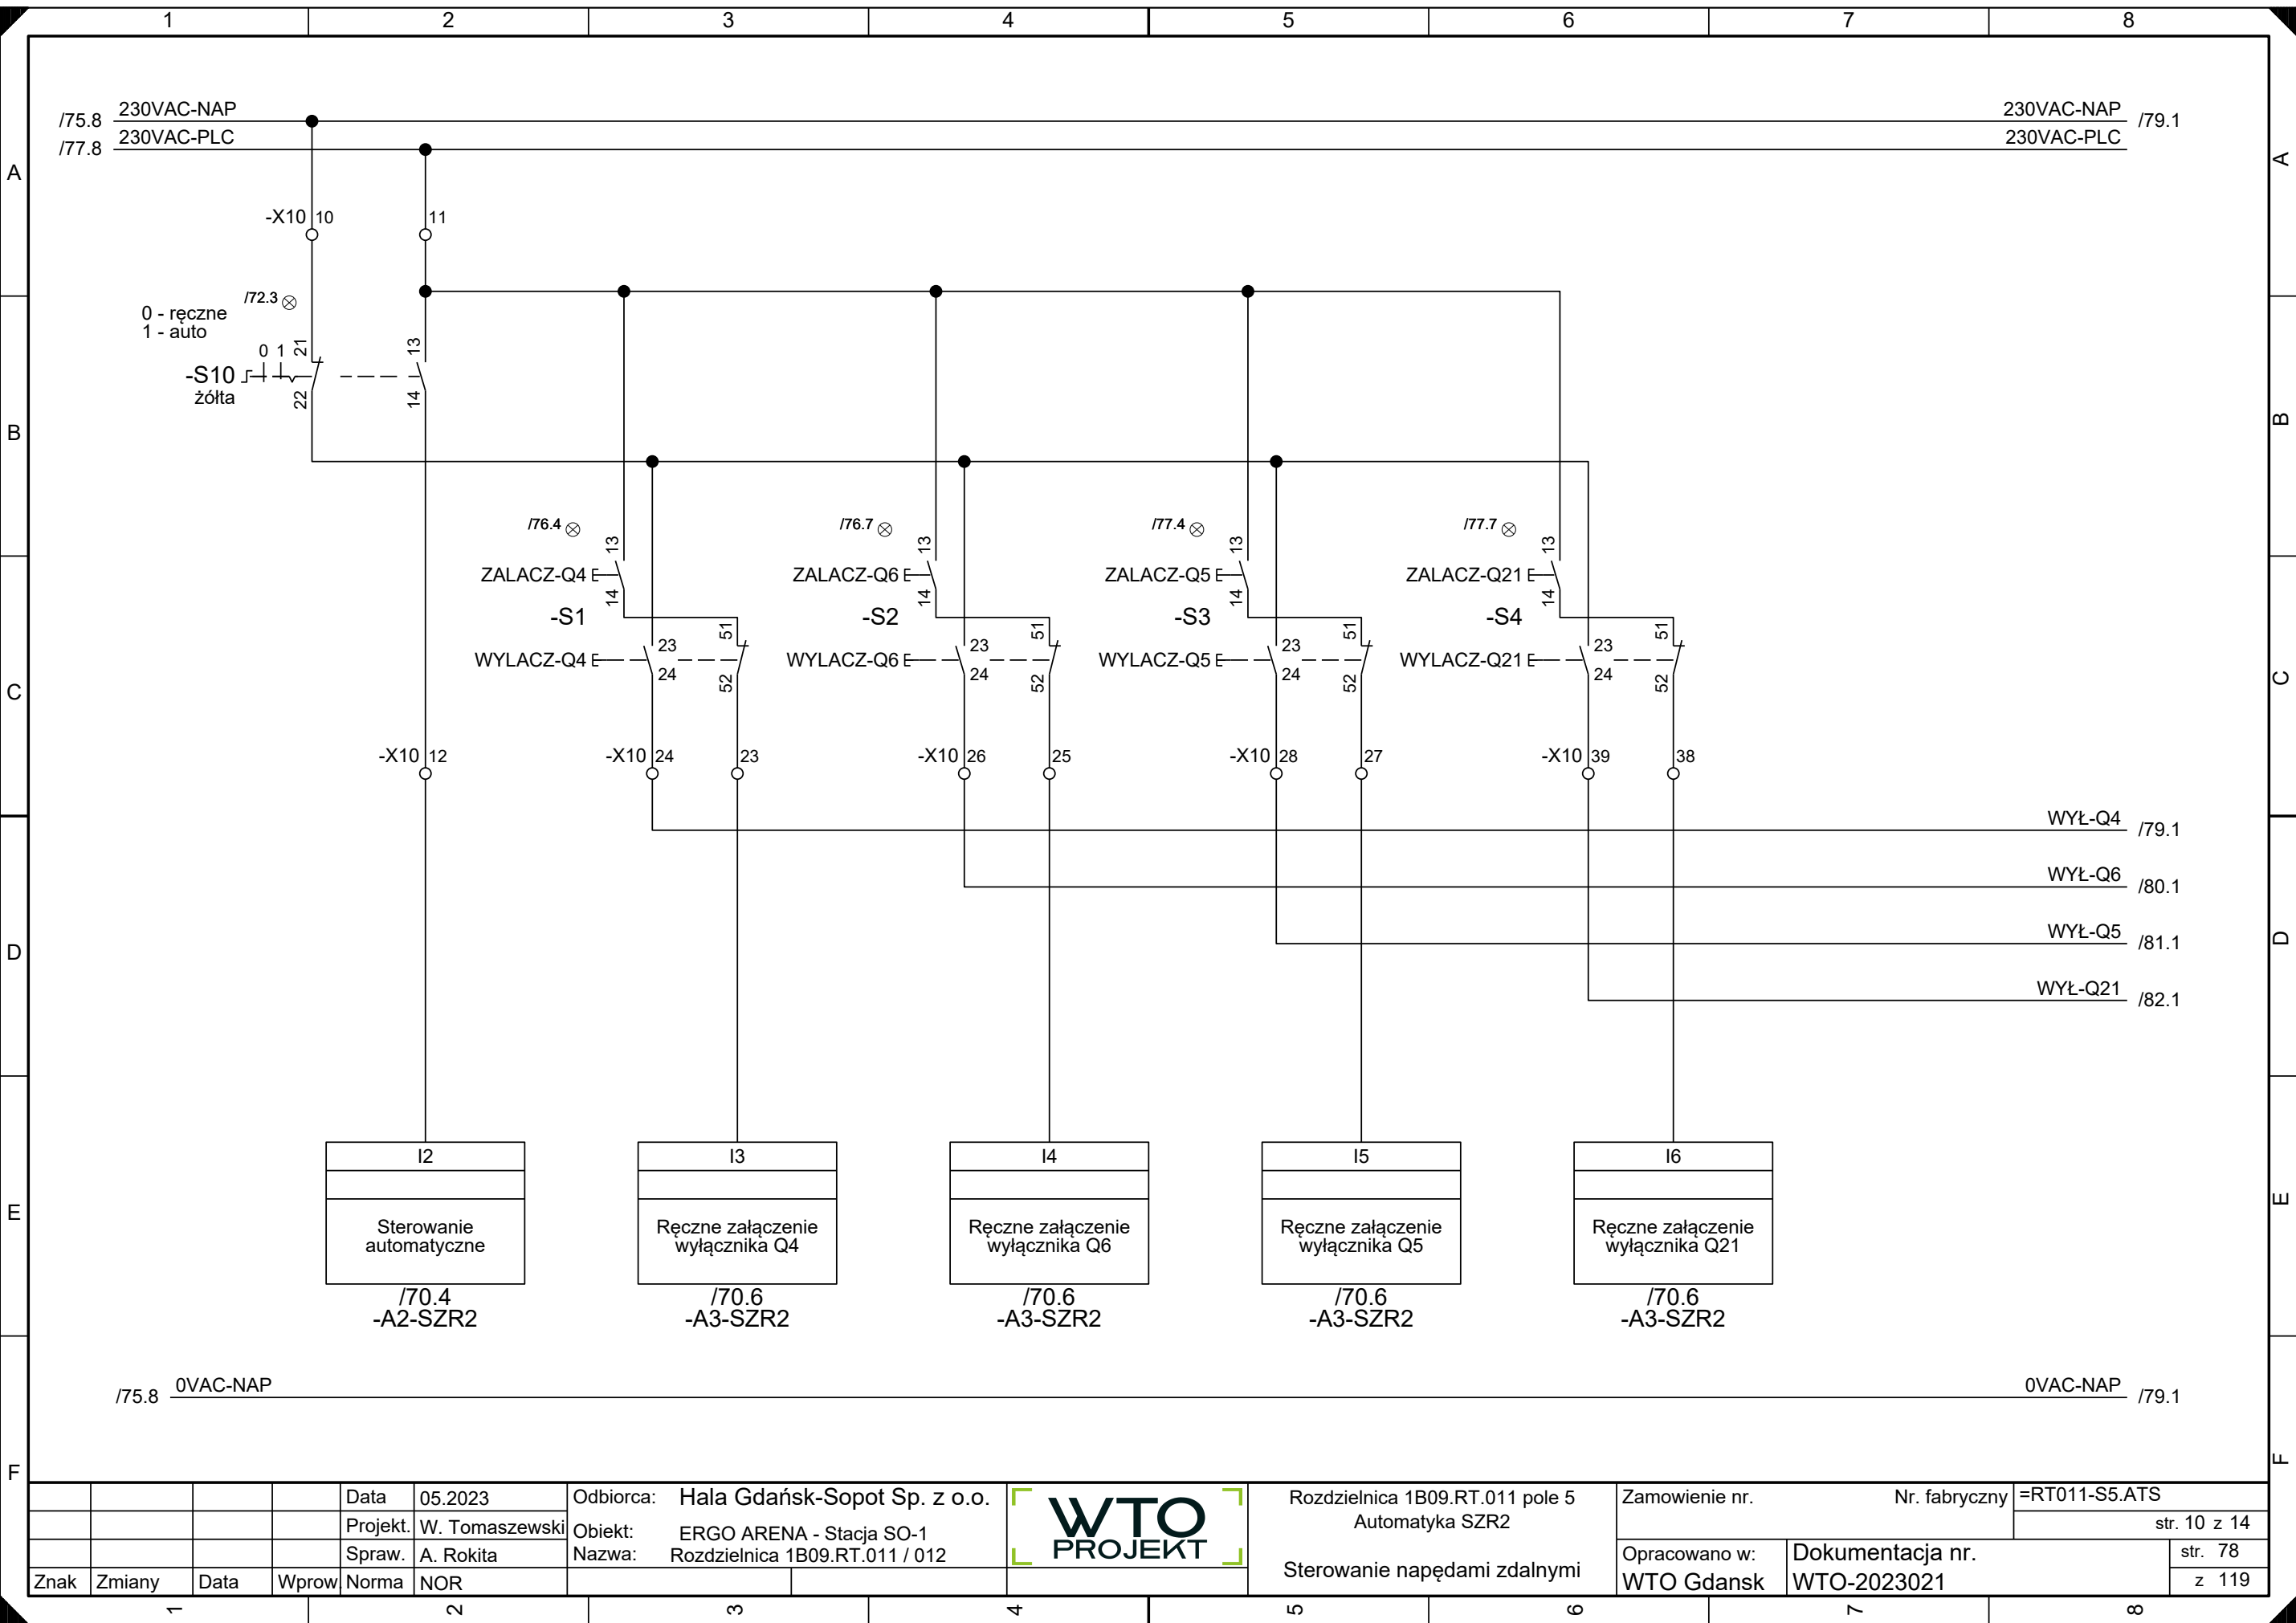 1 2 3 4 5 6 7 8
230VAC-NAP 230VAC-NAP
/75.8 /79.1
230VAC-PLC 230VAC-PLC
/77.8
A A
-X10 10 11
/72.3
0 - ręczne
1 - auto
0 1 21 13
-S10
żółta
22 14
B B
/76.4 /76.7 /77.4 /77.7
13 13 13 13
ZALACZ-Q4 ZALACZ-Q6 ZALACZ-Q5 ZALACZ-Q21
14 14 14 14
-S1 -S2 -S3 -S4
51 51 51 51
23 23 23 23
WYLACZ-Q4 WYLACZ-Q6 WYLACZ-Q5 WYLACZ-Q21
24 24 24 24
52 52 52 52
C C
-X10 12 -X10 24 23 -X10 26 25 -X10 28 27 -X10 39 38
WYŁ-Q4 /79.1
WYŁ-Q6 /80.1
WYŁ-Q5 /81.1
D D
WYŁ-Q21 /82.1
I2 I3 I4 I5 I6
E E
Sterowanie
automatyczne
Ręczne załączenie
wyłącznika Q4
Ręczne załączenie
wyłącznika Q6
Ręczne załączenie
wyłącznika Q5
Ręczne załączenie
wyłącznika Q21
/70.4 /70.6 /70.6 /70.6 /70.6
-A2-SZR2 -A3-SZR2 -A3-SZR2 -A3-SZR2 -A3-SZR2
0VAC-NAP 0VAC-NAP
/75.8 /79.1
F F
Data 05.2023
Projekt. W. Tomaszewski
Spraw. A. Rokita
Znak Zmiany Data Wprow. Norma NOR
Odbiorca: Hala Gdańsk-Sopot Sp. z o.o.
Obiekt: ERGO ARENA - Stacja SO-1
Nazwa: Rozdzielnica 1B09.RT.011 / 012
WTO
PROJEKT
Rozdzielnica 1B09.RT.011 pole 5
Automatyka SZR2
Sterowanie napędami zdalnymi
Zamowienie nr. Nr. fabryczny =RT011-S5.ATS
str. 10 z 14
Opracowano w: Dokumentacja nr. str. 78
WTO Gdansk WTO-2023021 z 119
1 2 3 4 5 6 7 8